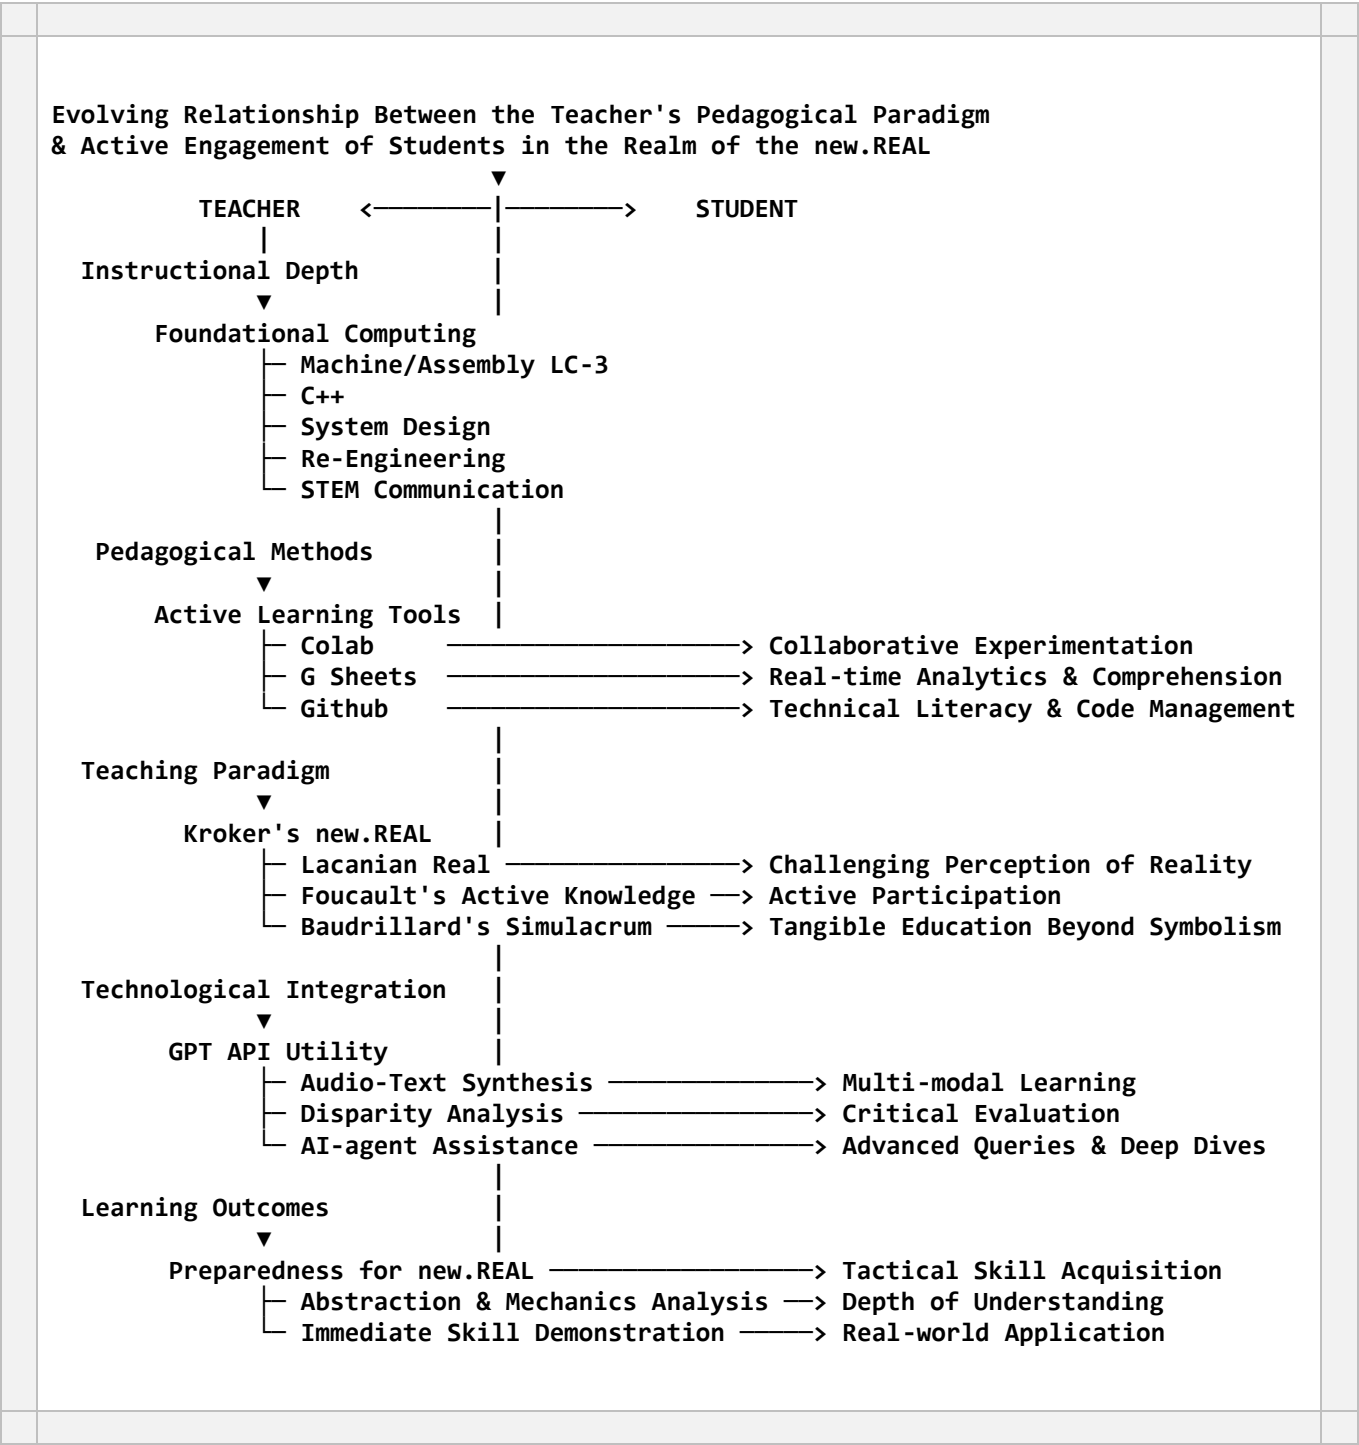 Evolving Relationship Between the Teacher's Pedagogical Paradigm
& Active Engagement of Students in the Realm of the new.REAL
▼
TEACHER <────────|────────> STUDENT
Instructional Depth
▼
Foundational Computing
├─ Machine/Assembly LC-3
├─ C++
├─ System Design
├─ Re-Engineering
└─ STEM Communication
Pedagogical Methods
▼
Active Learning Tools
├─ Colab ────────────────────> Collaborative Experimentation
├─ G Sheets ────────────────────> Real-time Analytics & Comprehension
└─ Github ────────────────────> Technical Literacy & Code Management
Teaching Paradigm
▼
Kroker's new.REAL
├─ Lacanian Real ────────────────> Challenging Perception of Reality
├─ Foucault's Active Knowledge ──> Active Participation
└─ Baudrillard's Simulacrum ─────> Tangible Education Beyond Symbolism
Technological Integration
▼
GPT API Utility
├─ Audio-Text Synthesis ──────────────> Multi-modal Learning
├─ Disparity Analysis ────────────────> Critical Evaluation
└─ AI-agent Assistance ───────────────> Advanced Queries & Deep Dives
Learning Outcomes
▼
Preparedness for new.REAL ──────────────────> Tactical Skill Acquisition
├─ Abstraction & Mechanics Analysis ──> Depth of Understanding
└─ Immediate Skill Demonstration ─────> Real-world Application